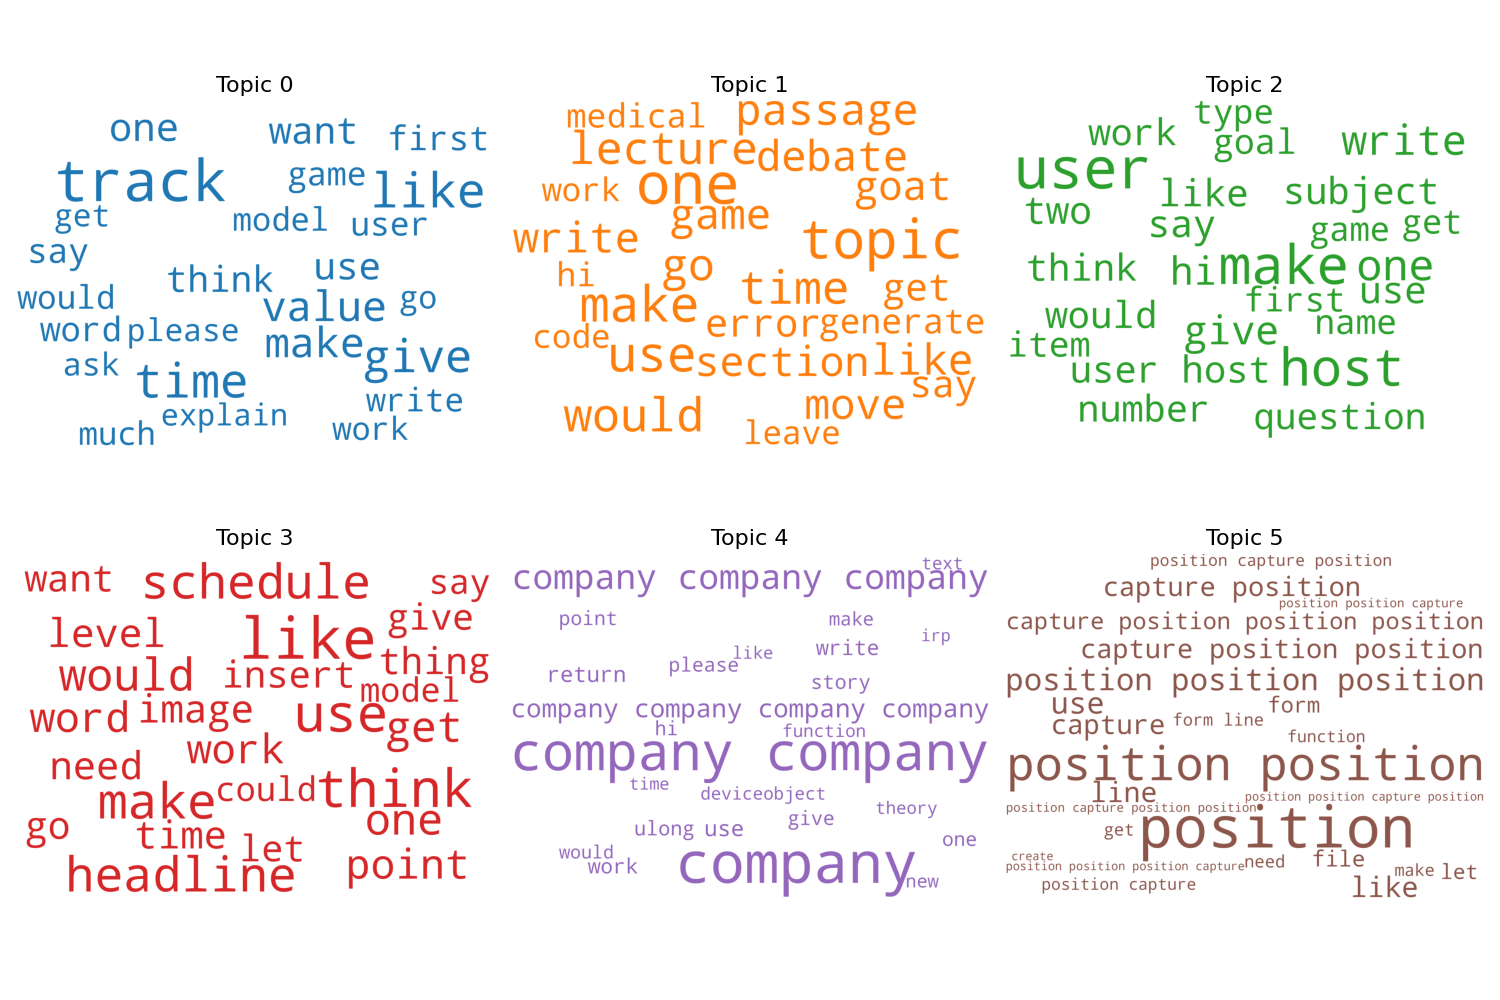 Topic 0
one
want
first
track
game
like
get
model
user
say
think
use
would
value
go
word
please
make
give
ask
time
write
explain
much
work
Topic 1
medical
passage
lecture
debate
work
one
goat
game
write
topic
hi
go
time
get
make
error
generate
code
use
section
like
say
would
move
leave
Topic 2
type
work
goal
write
user
like
subject
two
say
game
get
think
hi
make
one
first
use
would
give
name
item
user
host
host
number
question
Topic 3
want
schedule
say
level
like
give
would
insert
thing
model
word
image
use
get
work
need
could
think
make
go
time
let
one
headline
point
Topic 4
text
company company company
point
make
irp
write
like
please
return
story
company company company company
hi
function
company company
time
deviceobject
theory
give
ulong
use
one
would
work
company
new
Topic 5
position capture position
capture position
position position capture
capture position position position
capture position position
position position position
use
form
capture
form line
function
position position
line
position position capture position
position capture position position
get
position
create
position position position capture
need
file
make
let
position capture
like